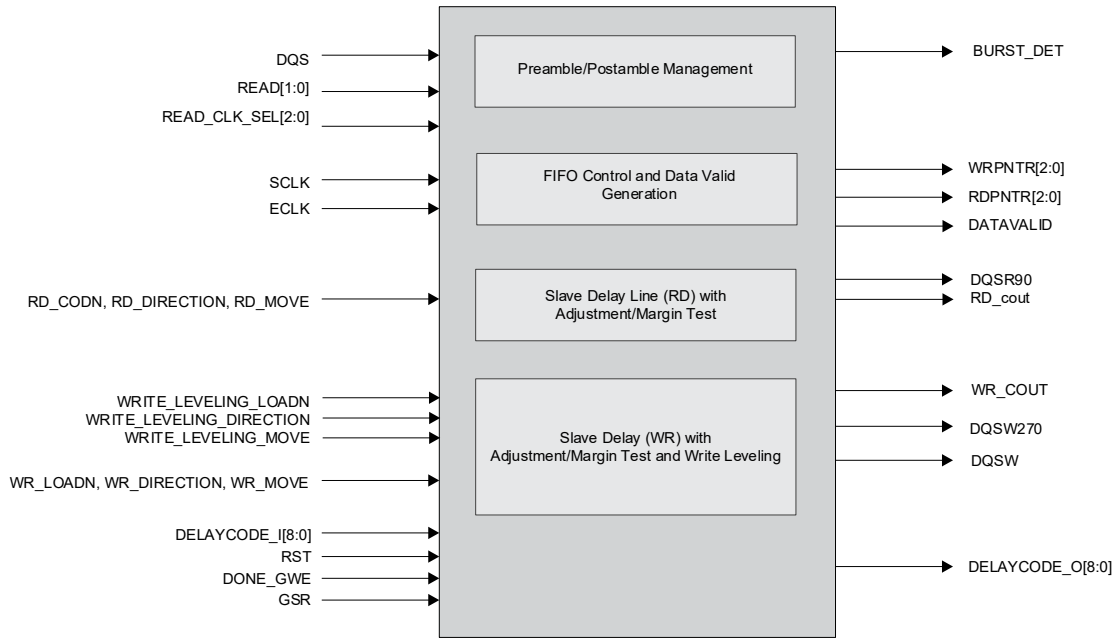 DQS
READ[1:0]
READ_CLK_SEL[2:0]
SCLK
ECLK
RD_CODN, RD_DIRECTION, RD_MOVE
WRITE_LEVELING_LOADN
WRITE_LEVELING_DIRECTION
WRITE_LEVELING_MOVE
WR_LOADN, WR_DIRECTION, WR_MOVE
DELAYCODE_I[8:0]
RST
DONE_GWE
GSR
Preamble/Postamble Management
FIFO Control and Data Valid
Generation
Slave Delay Line (RD) with
Adjustment/Margin Test
Slave Delay (WR) with
Adjustment/Margin Test and Write Leveling
BURST_DET
WRPNTR[2:0]
RDPNTR[2:0]
DATAVALID
DQSR90
RD_cout
WR_COUT
DQSW270
DQSW
DELAYCODE_O[8:0]